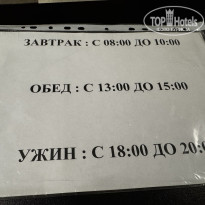 TOP HOTELS
ЗАВТРАК : С 08:00 ДО 10:00
ОБЕД : С 13:00 ДО 15:00
УЖИН : С 18:00 ДО 20:0